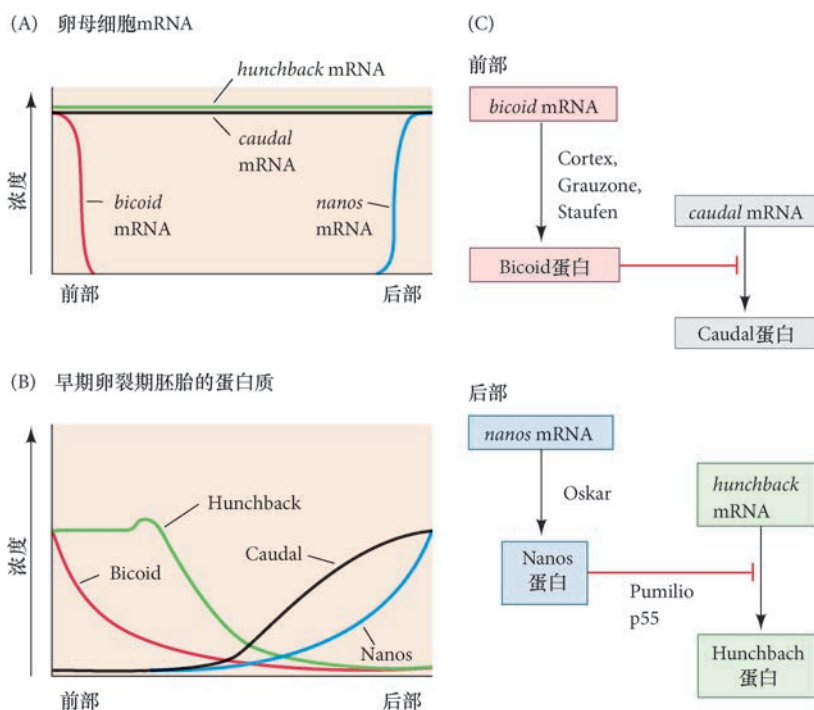 (A) 卵母细胞mRNA
hunchback mRNA
caudal
mRNA
bicoid
mRNA
nanos
mRNA
浓度
前部
后部
(B) 早期卵裂期胚胎的蛋白质
Hunchback
Caudal
Bicoid
Nanos
浓度
前部
后部
(C)
前部
bicoid mRNA
Cortex,
Grauzone,
Staufen
caudal mRNA
Bicoid蛋白
Caudal蛋白
后部
nanos mRNA
Oskar
hunchback
mRNA
Nanos
蛋白
Pumilio
p55
Hunchbach
蛋白